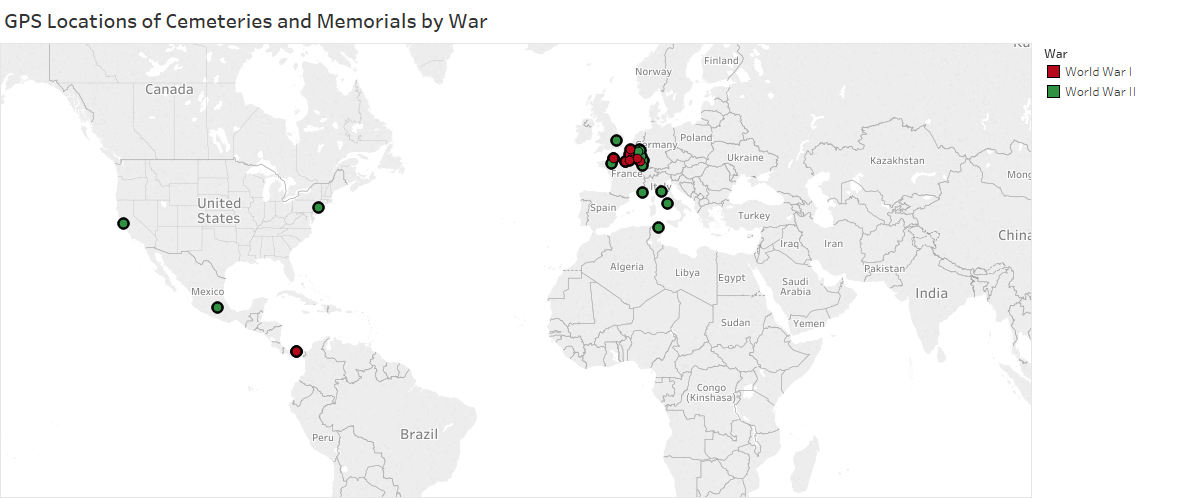 GPS Locations of Cemeteries and Memorials by War
War
World War I
World War II
Norway
Finland
Canada
Germany
Poland
Ukraine
Kazakhstan
Mong
France
Italy
United
States
Spain
Turkey
China
Iraq
Iran
Algeria
Libya
Egypt
Pakistan
Saudi
Arabia
India
Mexico
Sudan
Yemen
Congo
(Kinshasa)
Peru
Brazil